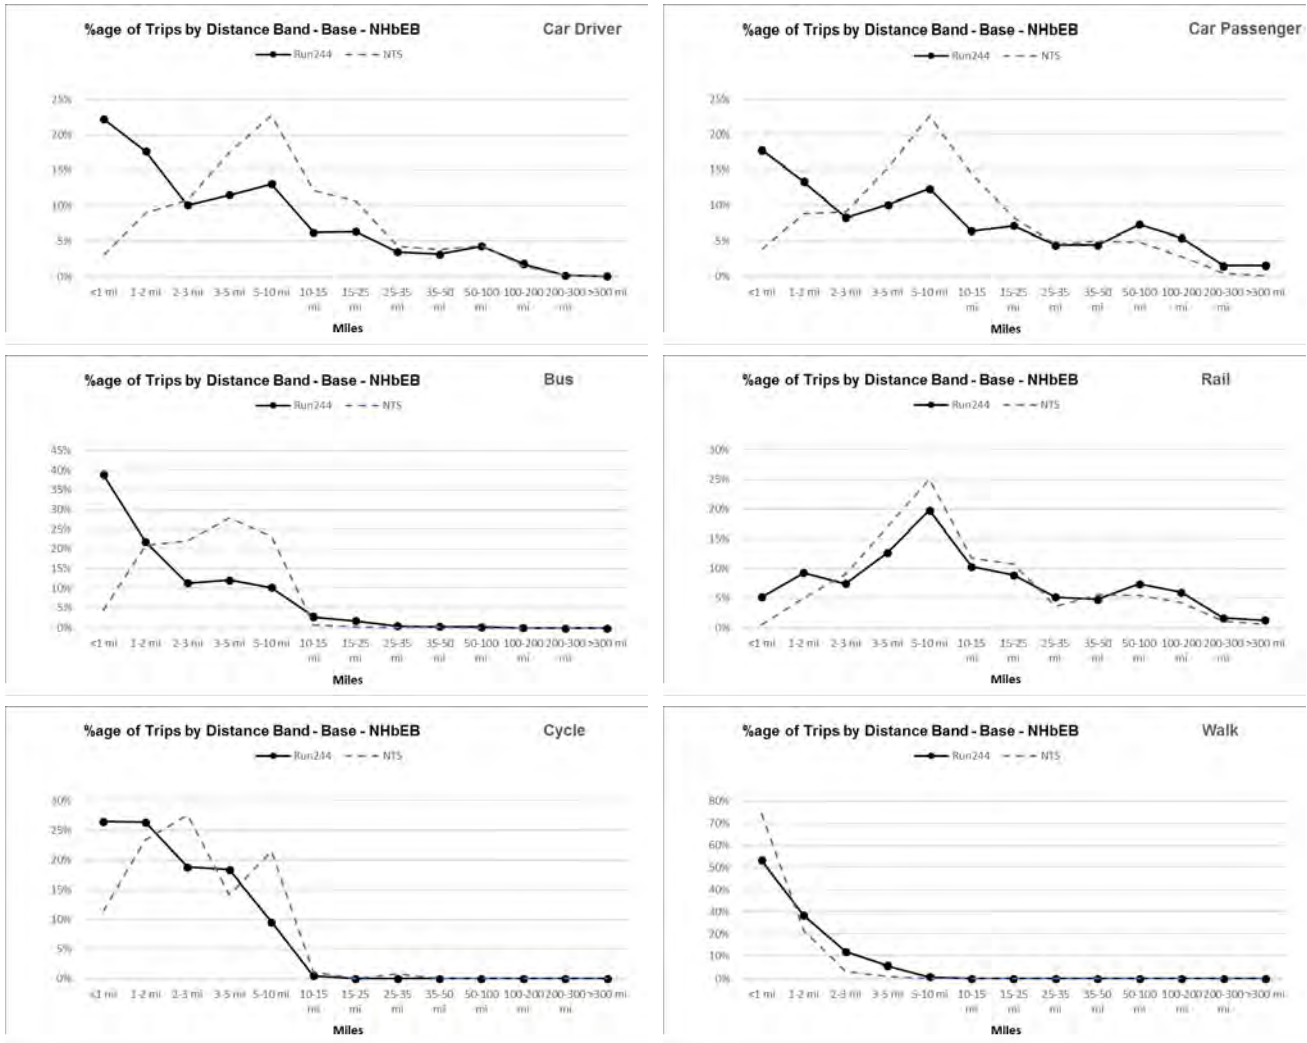 %age of Trips by Distance Band - Base - NHbEB
Car Driver
Run244 NTS
25%
20%
15%
10%
5%
0%
<1 mi 1-2 mi 2-3 mi 3-5 mi 5-10 mi 10-15 mi 15-25 mi 25-35 mi 35-50 mi 50-100 mi 100-200 mi 200-300 mi >300 mi
Miles
%age of Trips by Distance Band - Base - NHbEB
Car Passenger
Run244 NTS
25%
20%
15%
10%
5%
0%
<1 mi 1-2 mi 2-3 mi 3-5 mi 5-10 mi 10-15 mi 15-25 mi 25-35 mi 35-50 mi 50-100 mi 100-200 mi 200-300 mi >300 mi
Miles
%age of Trips by Distance Band - Base - NHbEB
Bus
Run244 NTS
45%
40%
35%
30%
25%
20%
15%
10%
5%
0%
<1 mi 1-2 mi 2-3 mi 3-5 mi 5-10 mi 10-15 mi 15-25 mi 25-35 mi 35-50 mi 50-100 mi 100-200 mi 200-300 mi >300 mi
Miles
%age of Trips by Distance Band - Base - NHbEB
Rail
Run244 NTS
30%
25%
20%
15%
10%
5%
0%
<1 mi 1-2 mi 2-3 mi 3-5 mi 5-10 mi 10-15 mi 15-25 mi 25-35 mi 35-50 mi 50-100 mi 100-200 mi 200-300 mi >300 mi
Miles
%age of Trips by Distance Band - Base - NHbEB
Cycle
Run244 NTS
30%
25%
20%
15%
10%
5%
0%
<1 mi 1-2 mi 2-3 mi 3-5 mi 5-10 mi 10-15 mi 15-25 mi 25-35 mi 35-50 mi 50-100 mi 100-200 mi 200-300 mi >300 mi
Miles
%age of Trips by Distance Band - Base - NHbEB
Walk
Run244 NTS
80%
70%
60%
50%
40%
30%
20%
10%
0%
<1 mi 1-2 mi 2-3 mi 3-5 mi 5-10 mi 10-15 mi 15-25 mi 25-35 mi 35-50 mi 50-100 mi 100-200 mi 200-300 mi >300 mi
Miles